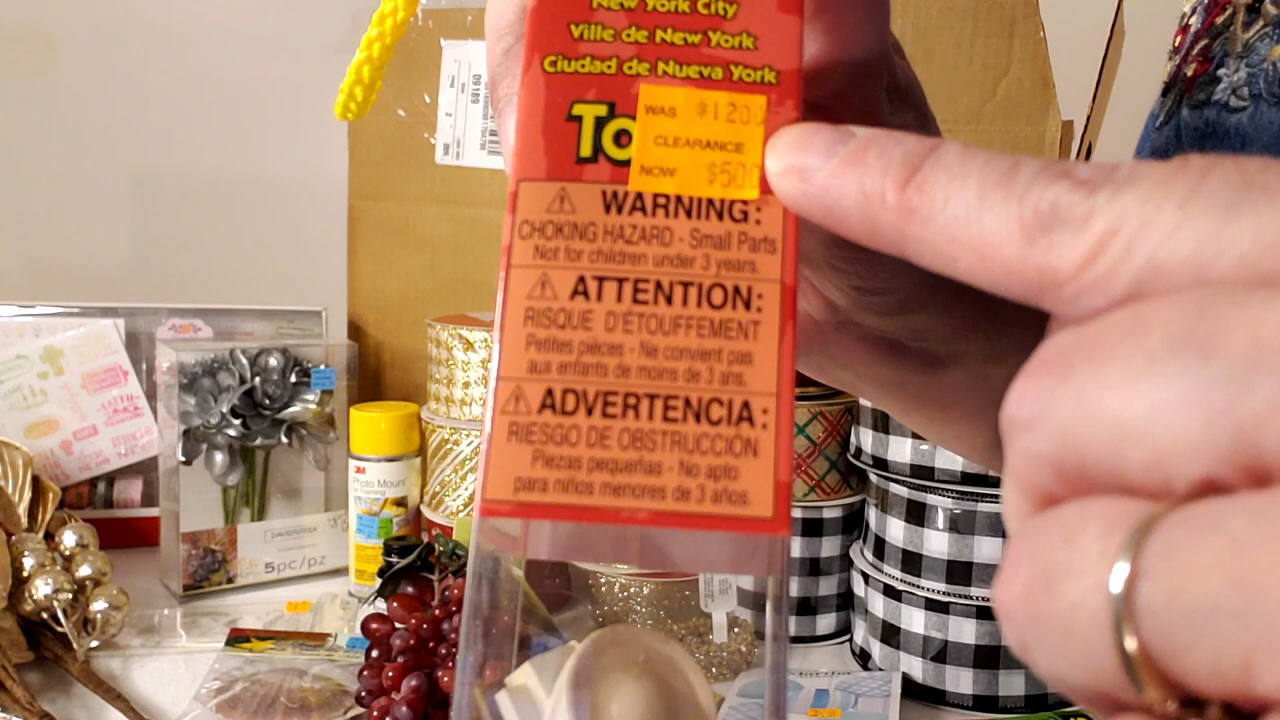 New York City
Ville de New York
Ciudad de Nueva York
To
WAS $1200
CLEARANCE
NOW $500
WARNING:
CHOKING HAZARD - Small Parts
Not for children under 3 years.
ATTENTION:
RISQUE D'ÉTOUFFEMENT
Petites pièces - Ne convient pas
aux enfants de moins de 3 ans.
ADVERTENCIA:
RIESGO DE OBSTRUCCIÓN
Piezas pequeñas - No apto
para niños menores de 3 años.
09189
3M
Photo Mount
5pc/pz